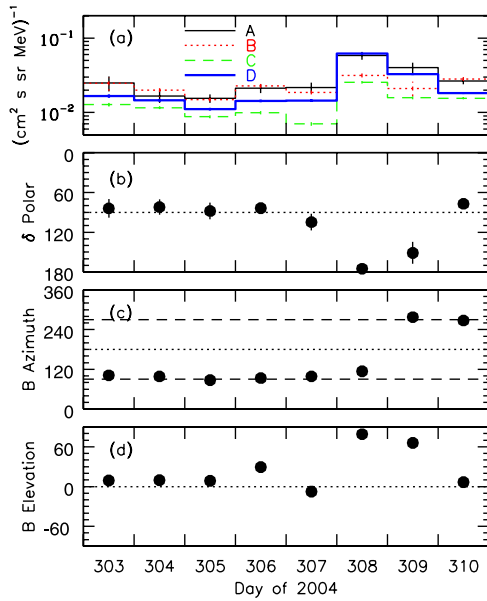 (cm² s sr MeV)⁻¹
10⁻¹
10⁻²
(a)
A
B
C
D
δ Polar
0
60
120
180
(b)
B Azimuth
360
240
120
0
(c)
B Elevation
60
0
-60
(d)
303 304 305 306 307 308 309 310
Day of 2004